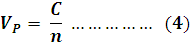 V_P = C/n … … … … … (4)